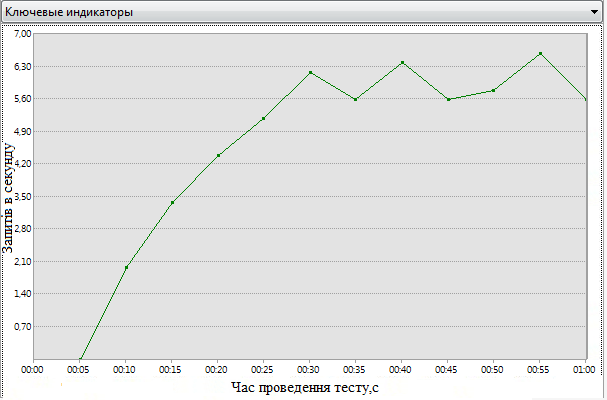 Ключевые индикаторы
7,00
6,30
5,60
4,90
4,20
3,50
2,80
2,10
1,40
0,70
Запитів в секунду
00:00 00:05 00:10 00:15 00:20 00:25 00:30 00:35 00:40 00:45 00:50 00:55 01:00
Час проведення тесту,с